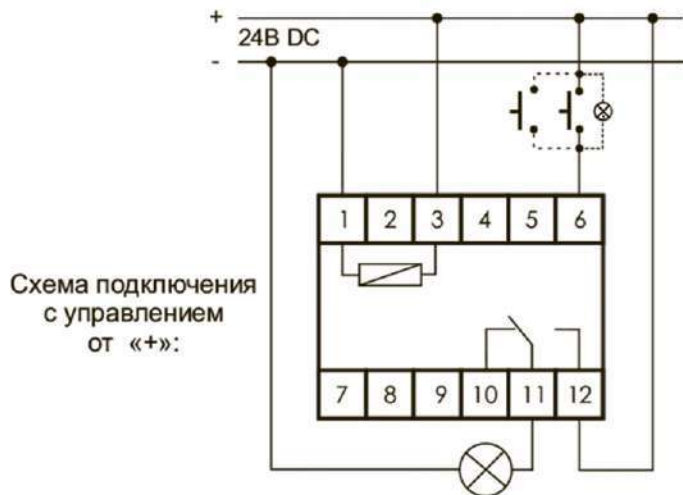 +
24В DC
-
1 2 3 4 5 6
Схема подключения
с управлением
от «+»:
7 8 9 10 11 12